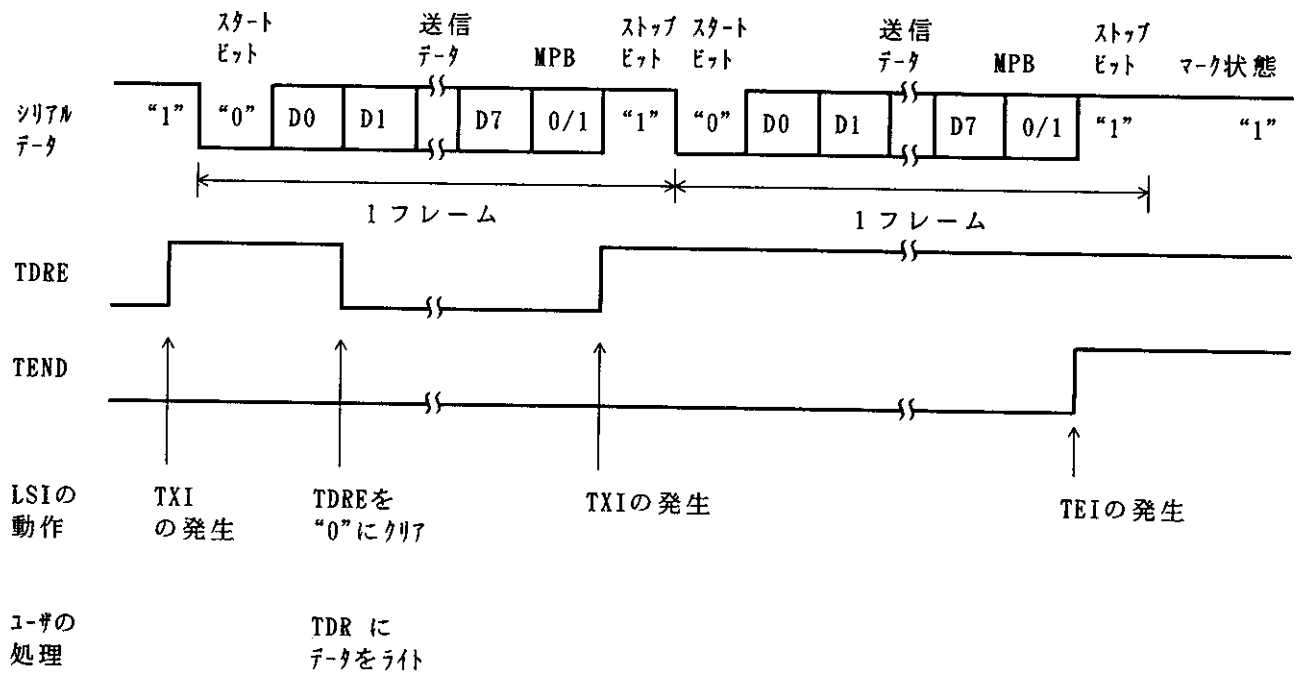 スタート
ビット
送信
データ
MPB
ストップ
ビット
スタート
ビット
送信
データ
MPB
ストップ
ビット
マーク状態
シリアル
データ
“1” “0” D0 D1 D7 0/1 “1” “0” D0 D1 D7 0/1 “1” “1”
1フレーム 1フレーム
TDRE
TEND
LSIの
動作
TXI
の発生
TDREを
“0”にクリア
TXIの発生
TEIの発生
ユーザの
処理
TDR に
データをライト